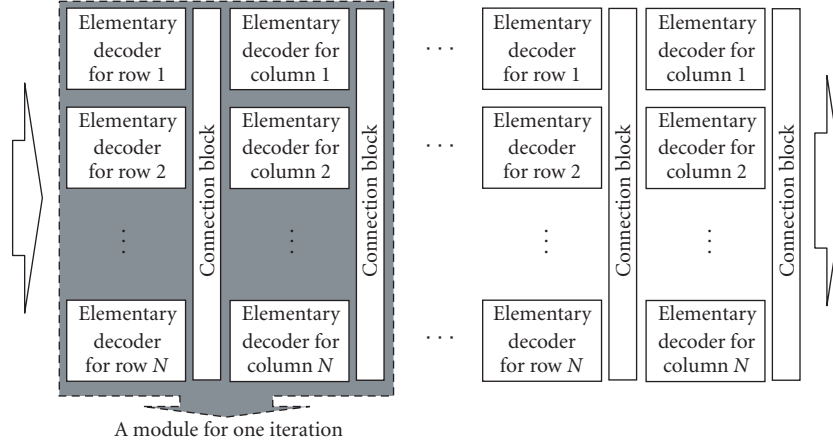 Elementary
decoder
for row 1
Elementary
decoder for
column 1
· · ·
Elementary
decoder
for row 1
Elementary
decoder for
column 1
Elementary
decoder
for row 2
Elementary
decoder for
column 2
· · ·
Elementary
decoder
for row 2
Elementary
decoder for
column 2
Connection block
Connection block
Connection block
Connection block
Elementary
decoder
for row N
Elementary
decoder for
column N
· · ·
Elementary
decoder
for row N
Elementary
decoder for
column N
A module for one iteration